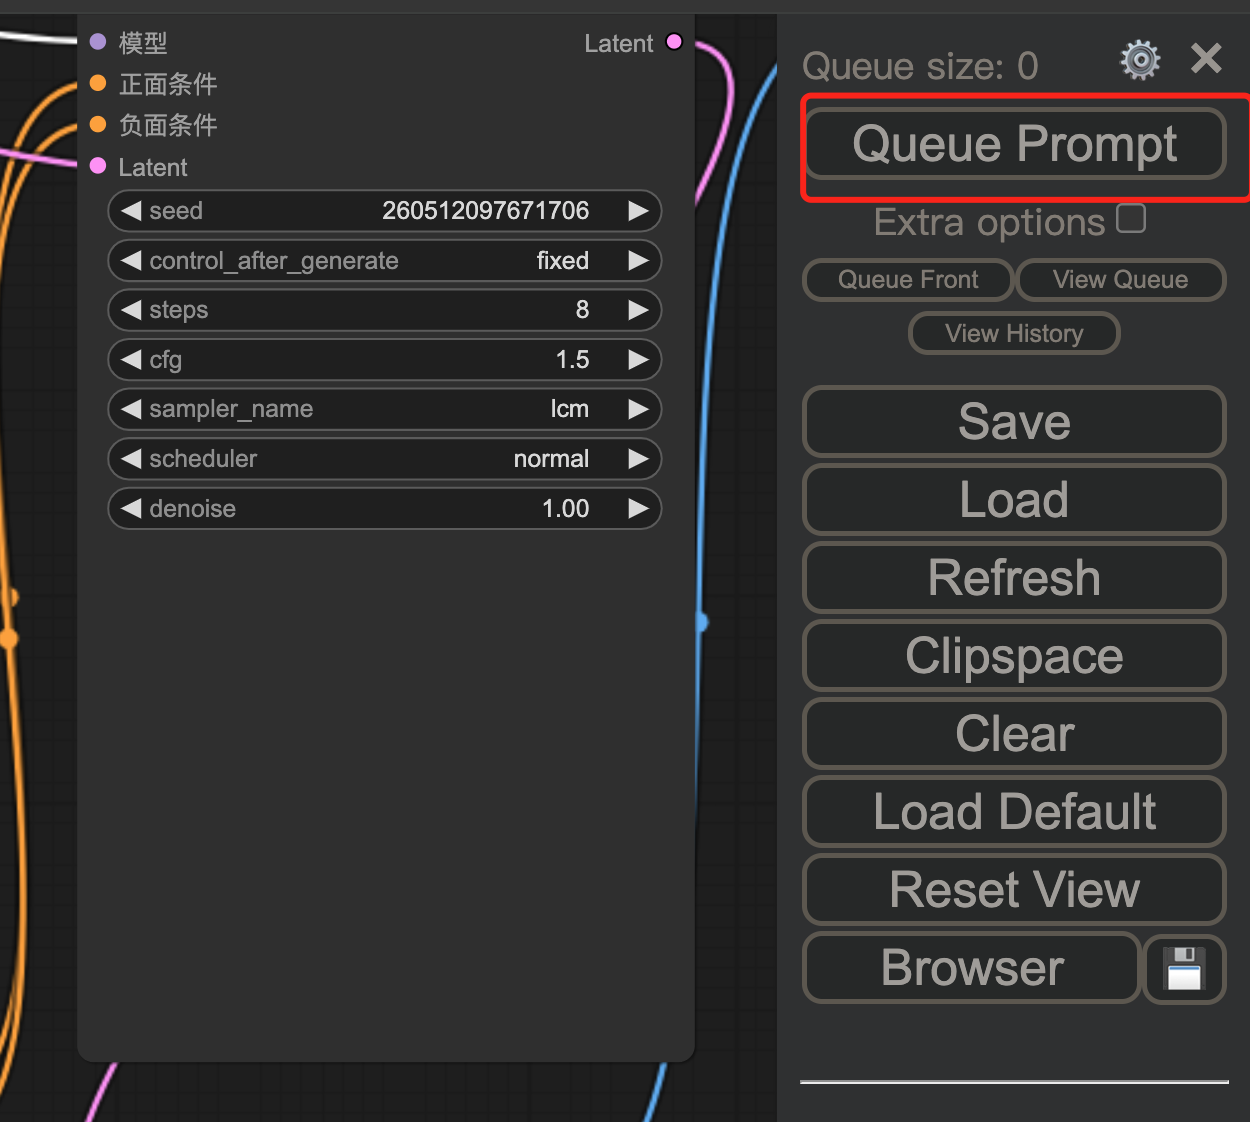 模型
Latent
正面条件
负面条件
Latent
seed 260512097671706
control_after_generate fixed
steps 8
cfg 1.5
sampler_name lcm
scheduler normal
denoise 1.00
Queue size: 0
Queue Prompt
Extra options
Queue Front View Queue
View History
Save
Load
Refresh
Clipspace
Clear
Load Default
Reset View
Browser